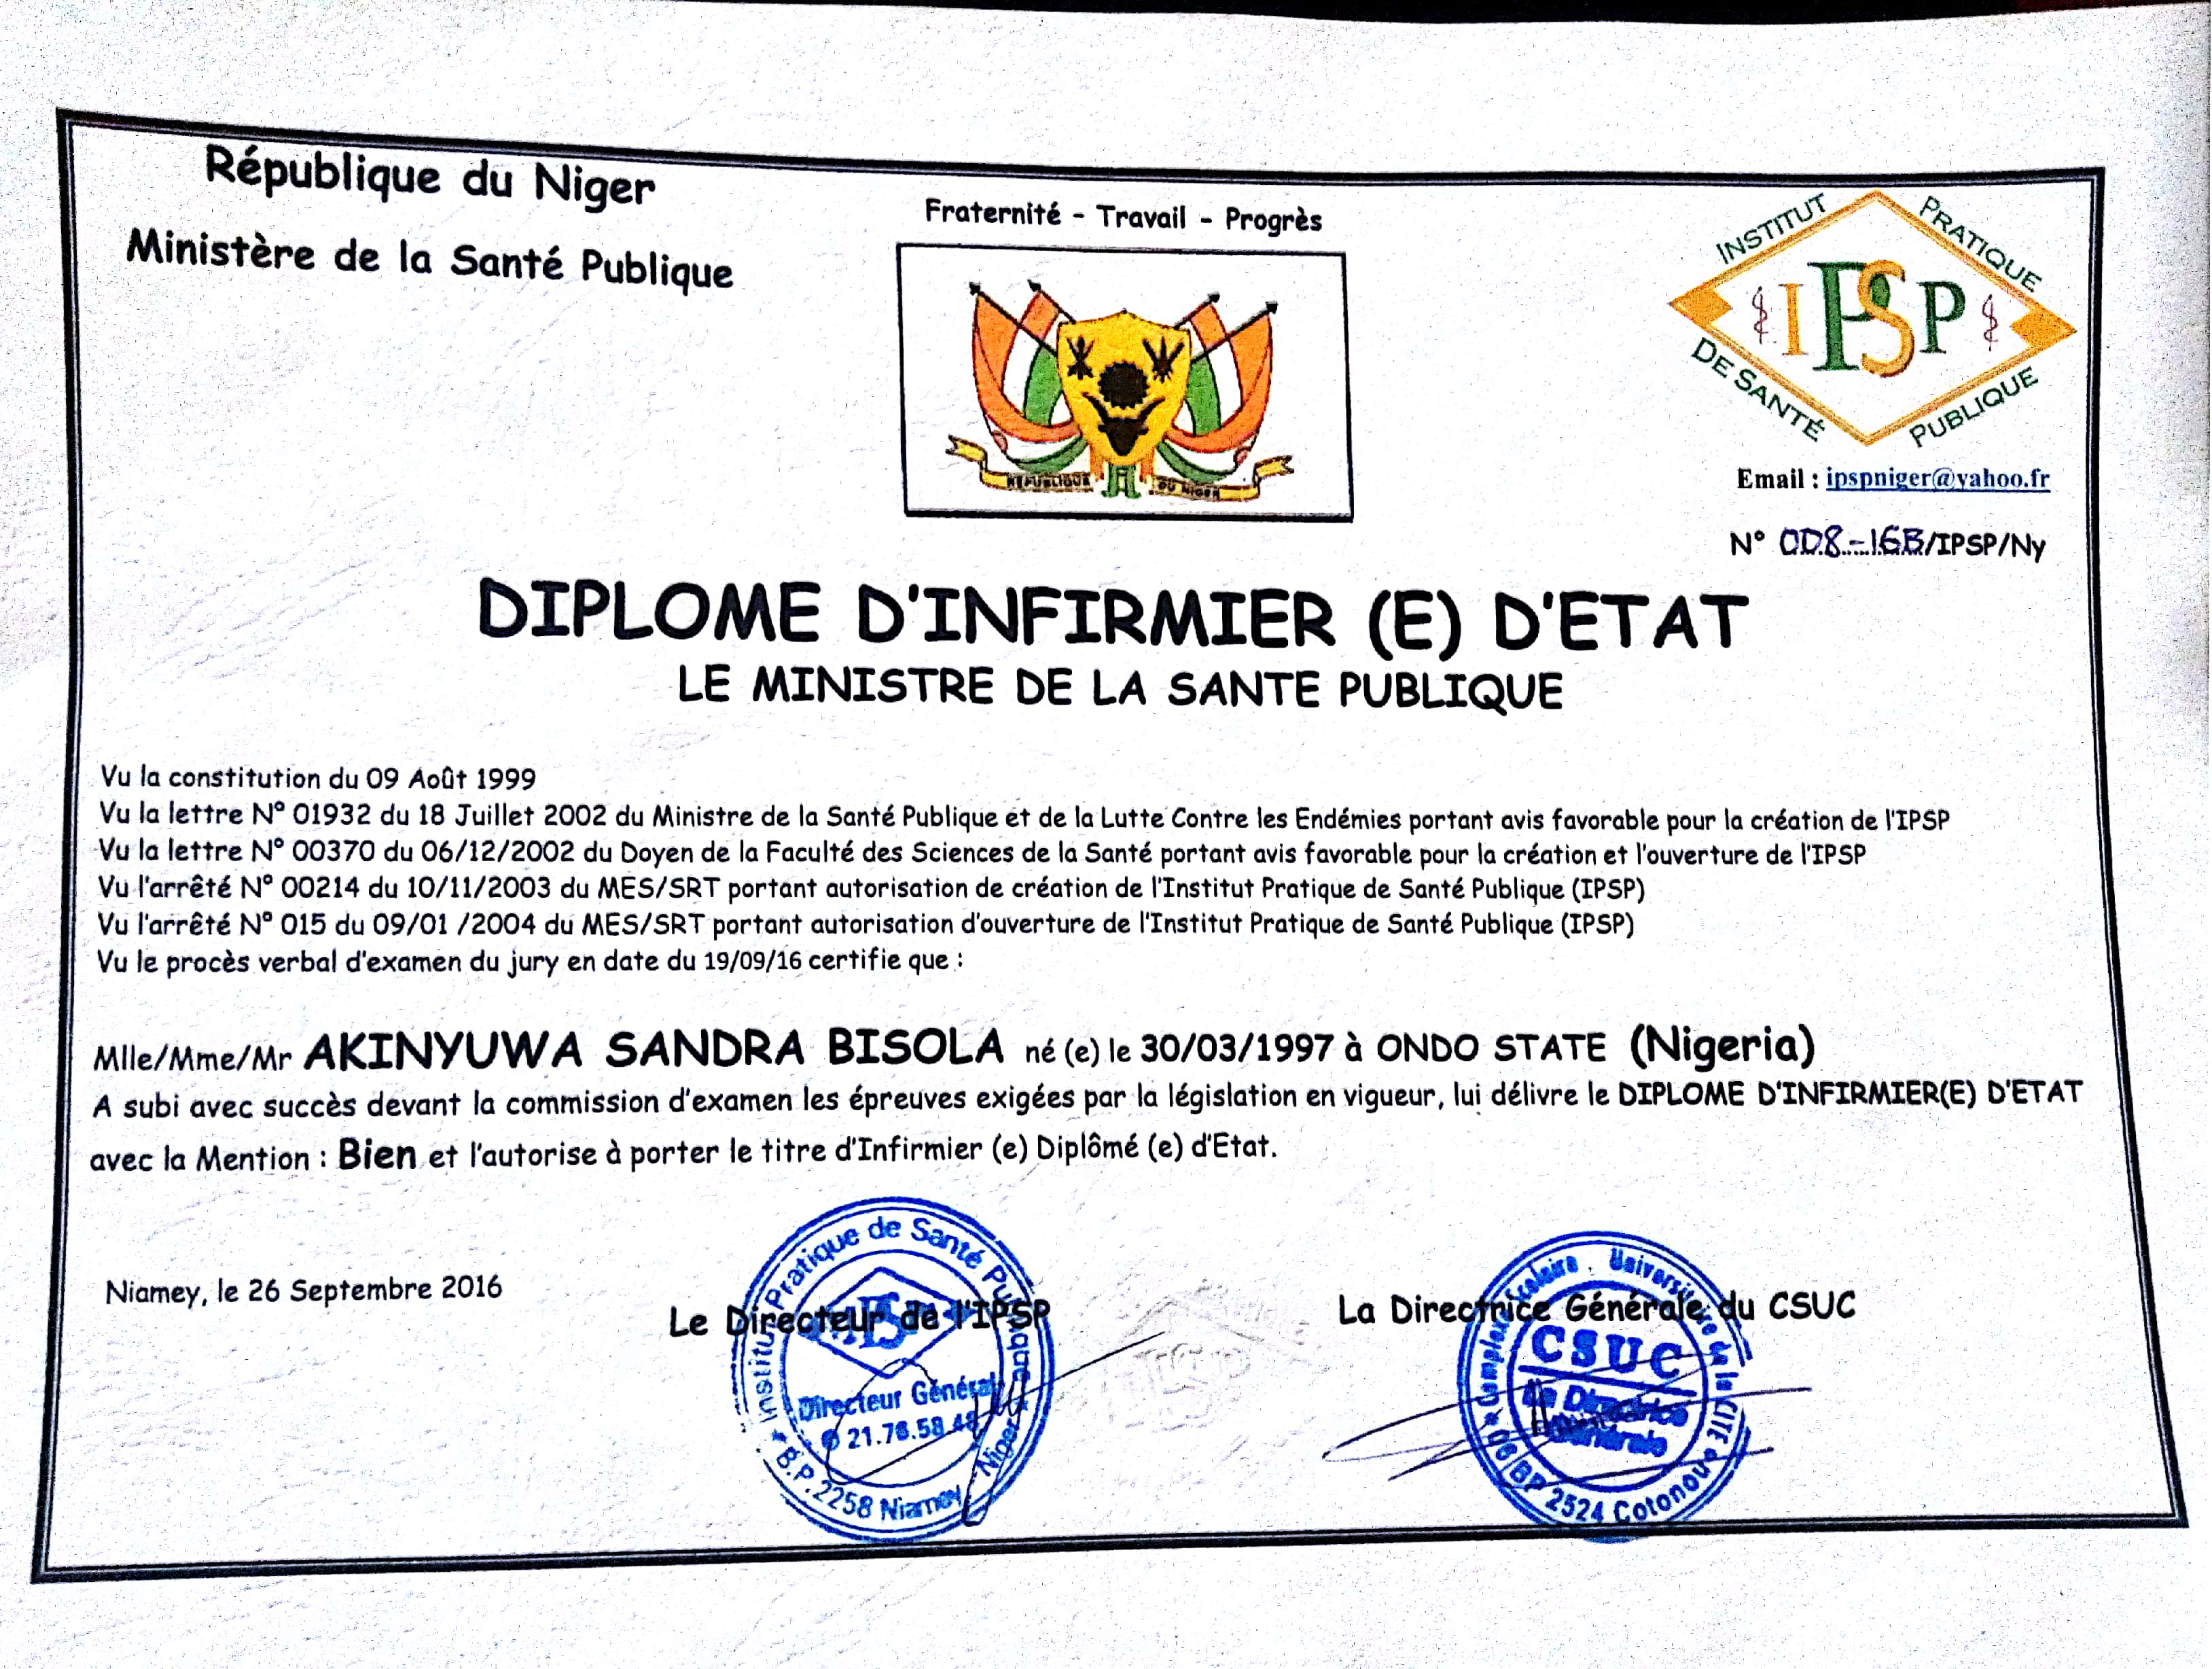 République du Niger
Ministère de la Santé Publique
Fraternité - Travail - Progrès
REPUBLIQUE DU NIGER
INSTITUT PRATIQUE
IPSP
DE SANTÉ PUBLIQUE
Email : ipspniger@yahoo.fr
N° 008-16B/IPSP/Ny
DIPLOME D'INFIRMIER (E) D'ETAT
LE MINISTRE DE LA SANTE PUBLIQUE
Vu la constitution du 09 Août 1999
Vu la lettre N° 01932 du 18 Juillet 2002 du Ministre de la Santé Publique et de la Lutte Contre les Endémies portant avis favorable pour la création de l'IPSP
Vu la lettre N° 00370 du 06/12/2002 du Doyen de la Faculté des Sciences de la Santé portant avis favorable pour la création et l'ouverture de l'IPSP
Vu l'arrêté N° 00214 du 10/11/2003 du MES/SRT portant autorisation de création de l'Institut Pratique de Santé Publique (IPSP)
Vu l'arrêté N° 015 du 09/01 /2004 du MES/SRT portant autorisation d'ouverture de l'Institut Pratique de Santé Publique (IPSP)
Vu le procès verbal d'examen du jury en date du 19/09/16 certifie que :
Mlle/Mme/Mr AKINYUWA SANDRA BISOLA né (e) le 30/03/1997 à ONDO STATE (Nigeria)
A subi avec succès devant la commission d'examen les épreuves exigées par la législation en vigueur, lui délivre le DIPLOME D'INFIRMIER(E) D'ETAT
avec la Mention : Bien et l'autorise à porter le titre d'Infirmier (e) Diplômé (e) d'Etat.
Niamey, le 26 Septembre 2016
Le Directeur de l'IPSP
La Directrice Générale du CSUC
Institut Pratique de Santé Publique
Directeur Général
21.76.58.48
B.P. 2258 Niamey Niger
Complexe Scolaire Universitaire de la CITE
CSUC
La Directrice
Générale
06 BP 2524 Cotonou